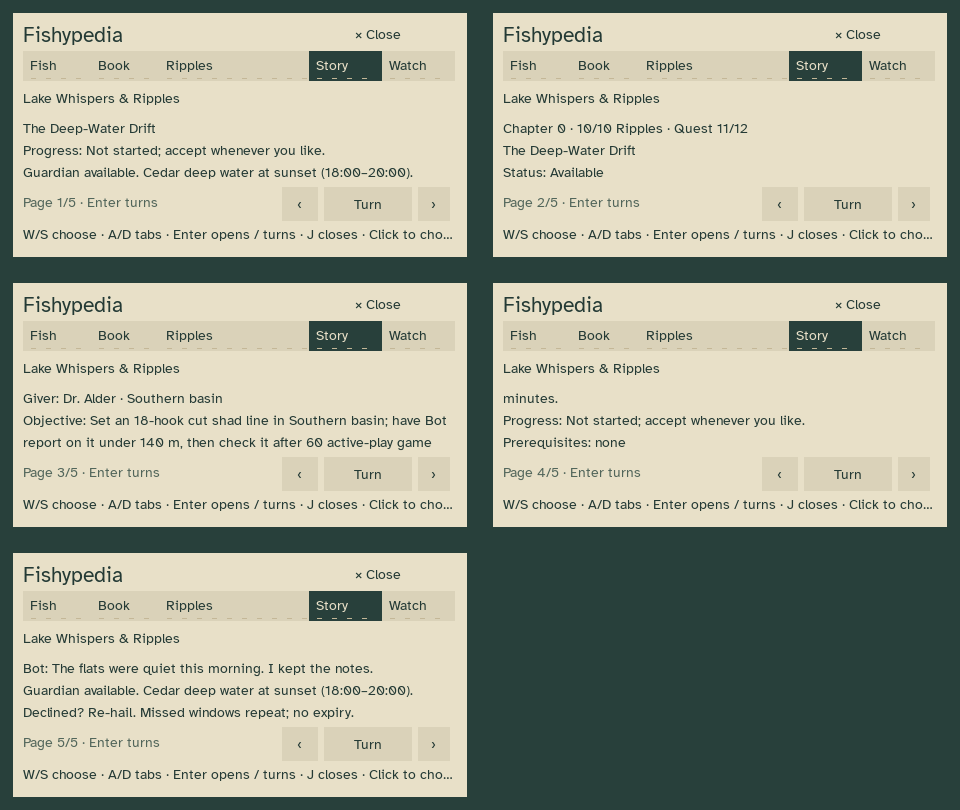 Fishypedia
× Close
Fish Book Ripples Story Watch
Lake Whispers & Ripples
The Deep-Water Drift
Progress: Not started; accept whenever you like.
Guardian available. Cedar deep water at sunset (18:00–20:00).
Page 1/5 · Enter turns
‹ Turn ›
W/S choose · A/D tabs · Enter opens / turns · J closes · Click to cho...
Fishypedia
× Close
Fish Book Ripples Story Watch
Lake Whispers & Ripples
Chapter 0 · 10/10 Ripples · Quest 11/12
The Deep-Water Drift
Status: Available
Page 2/5 · Enter turns
‹ Turn ›
W/S choose · A/D tabs · Enter opens / turns · J closes · Click to cho...
Fishypedia
× Close
Fish Book Ripples Story Watch
Lake Whispers & Ripples
Giver: Dr. Alder · Southern basin
Objective: Set an 18-hook cut shad line in Southern basin; have Bot
report on it under 140 m, then check it after 60 active-play game
Page 3/5 · Enter turns
‹ Turn ›
W/S choose · A/D tabs · Enter opens / turns · J closes · Click to cho...
Fishypedia
× Close
Fish Book Ripples Story Watch
Lake Whispers & Ripples
minutes.
Progress: Not started; accept whenever you like.
Prerequisites: none
Page 4/5 · Enter turns
‹ Turn ›
W/S choose · A/D tabs · Enter opens / turns · J closes · Click to cho...
Fishypedia
× Close
Fish Book Ripples Story Watch
Lake Whispers & Ripples
Bot: The flats were quiet this morning. I kept the notes.
Guardian available. Cedar deep water at sunset (18:00–20:00).
Declined? Re-hail. Missed windows repeat; no expiry.
Page 5/5 · Enter turns
‹ Turn ›
W/S choose · A/D tabs · Enter opens / turns · J closes · Click to cho...